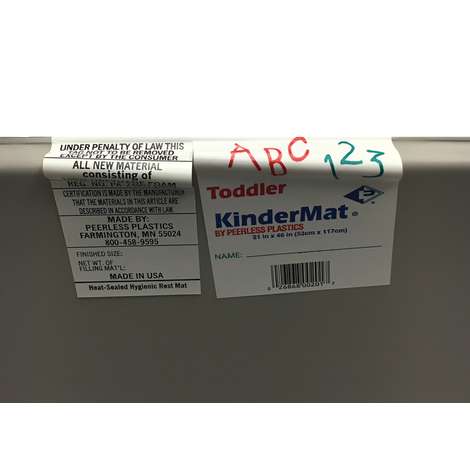 UNDER PENALTY OF LAW THIS
TAG NOT TO BE REMOVED
EXCEPT BY THE CONSUMER
ALL NEW MATERIAL
consisting of
REG. NO.
CERTIFICATION IS MADE BY THE MANUFACTURER
THAT THE MATERIALS IN THIS ARTICLE ARE
DESCRIBED IN ACCORDANCE WITH LAW.
MADE BY:
PEERLESS PLASTICS
FARMINGTON, MN 55024
800-458-9595
FINISHED SIZE:
NET WT. OF
FILLING MAT'L:
MADE IN USA
Heat-Sealed Hygienic Rest Mat
ABC 123
Toddler
KinderMat ®
BY PEERLESS PLASTICS
21 in x 46 in (53cm x 117cm)
NAME: